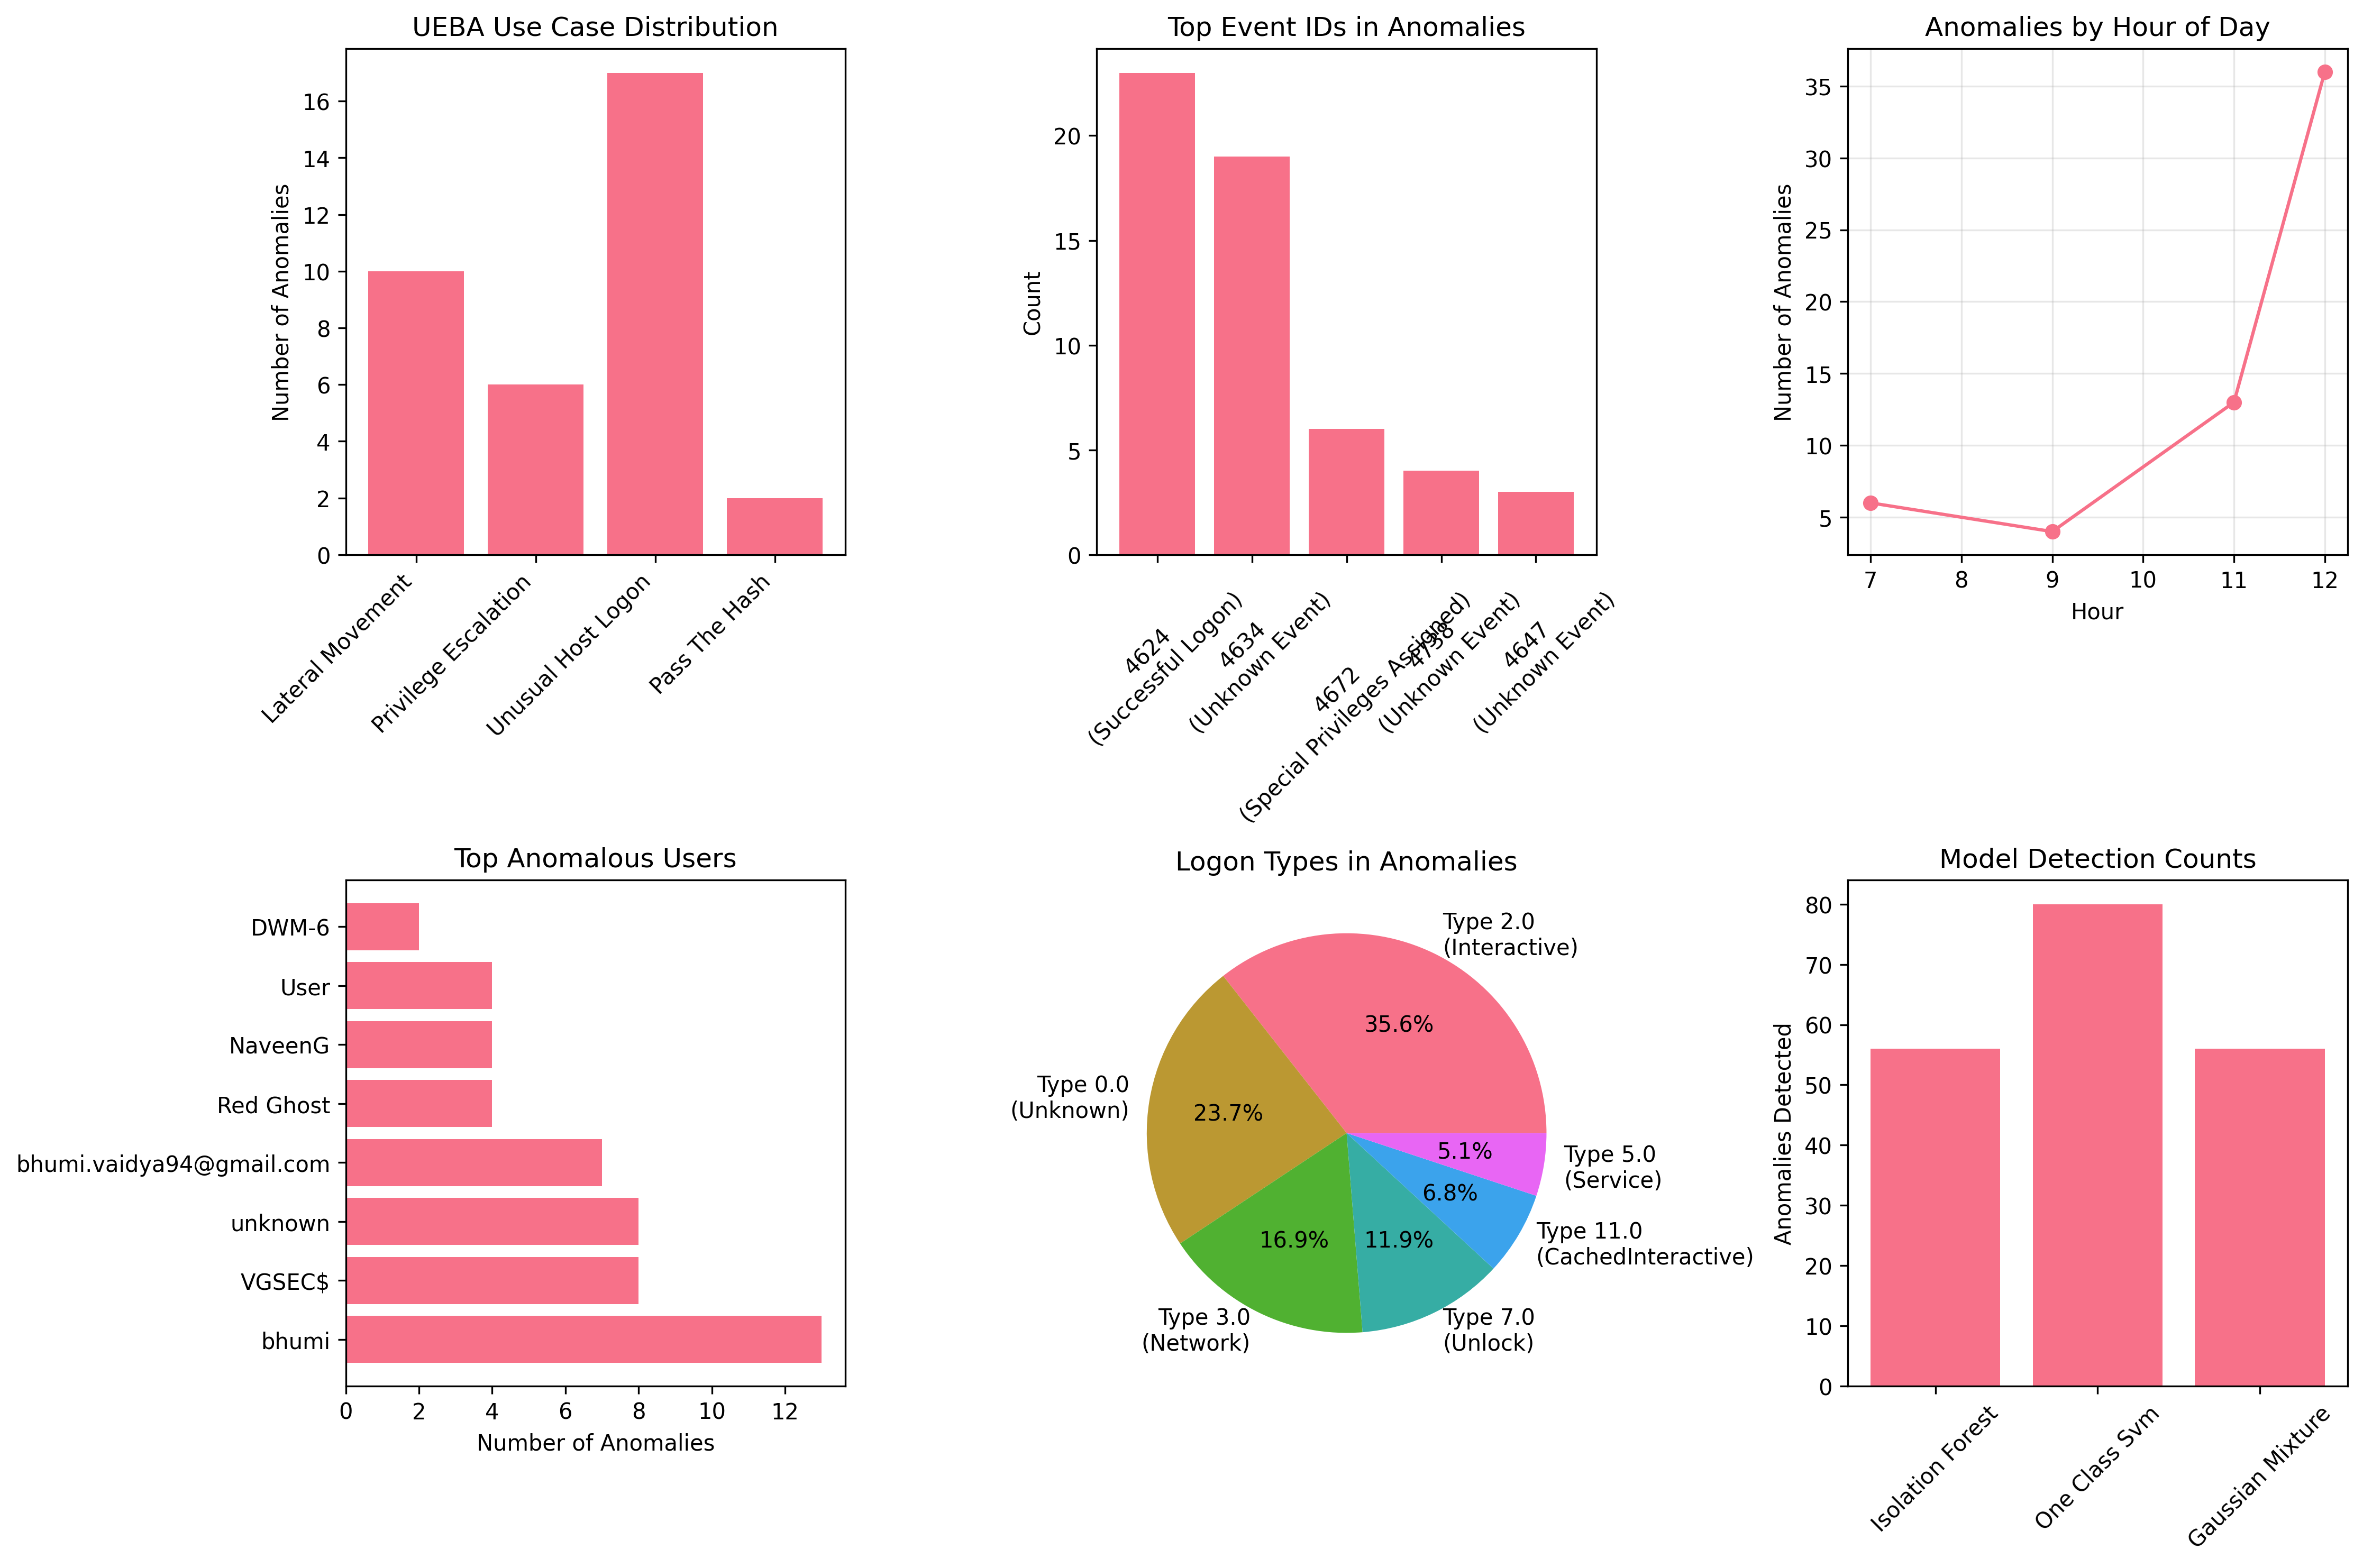 UEBA Use Case Distribution
Number of Anomalies
16
14
12
10
8
6
4
2
0
Lateral Movement
Privilege Escalation
Unusual Host Logon
Pass The Hash
Top Event IDs in Anomalies
Count
20
15
10
5
0
4624
(Successful Logon)
4634
(Unknown Event)
4672
(Special Privileges Assigned)
4738
(Unknown Event)
4647
(Unknown Event)
Anomalies by Hour of Day
Number of Anomalies
35
30
25
20
15
10
5
7
8
9
10
11
12
Hour
Top Anomalous Users
DWM-6
User
NaveenG
Red Ghost
bhumi.vaidya94@gmail.com
unknown
VGSEC$
bhumi
0
2
4
6
8
10
12
Number of Anomalies
Logon Types in Anomalies
Type 2.0
(Interactive)
35.6%
Type 0.0
(Unknown)
23.7%
Type 3.0
(Network)
16.9%
Type 7.0
(Unlock)
11.9%
Type 11.0
(CachedInteractive)
6.8%
Type 5.0
(Service)
5.1%
Model Detection Counts
Anomalies Detected
80
70
60
50
40
30
20
10
0
Isolation Forest
One Class Svm
Gaussian Mixture